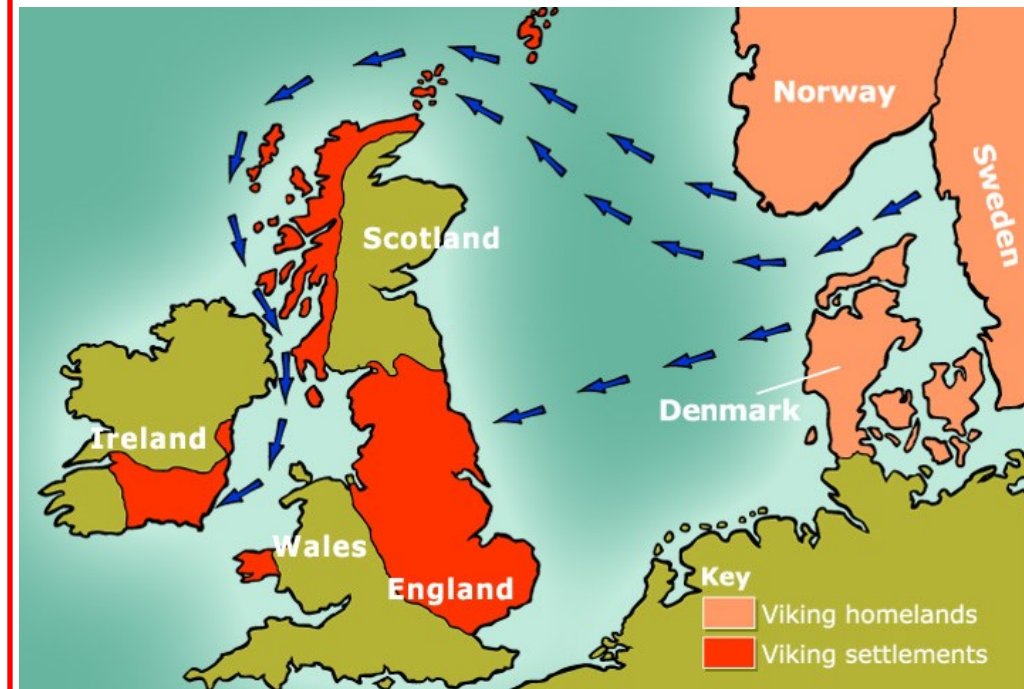 Norway
Sweden
Scotland
Denmark
Ireland
Wales
England
Key
Viking homelands
Viking settlements